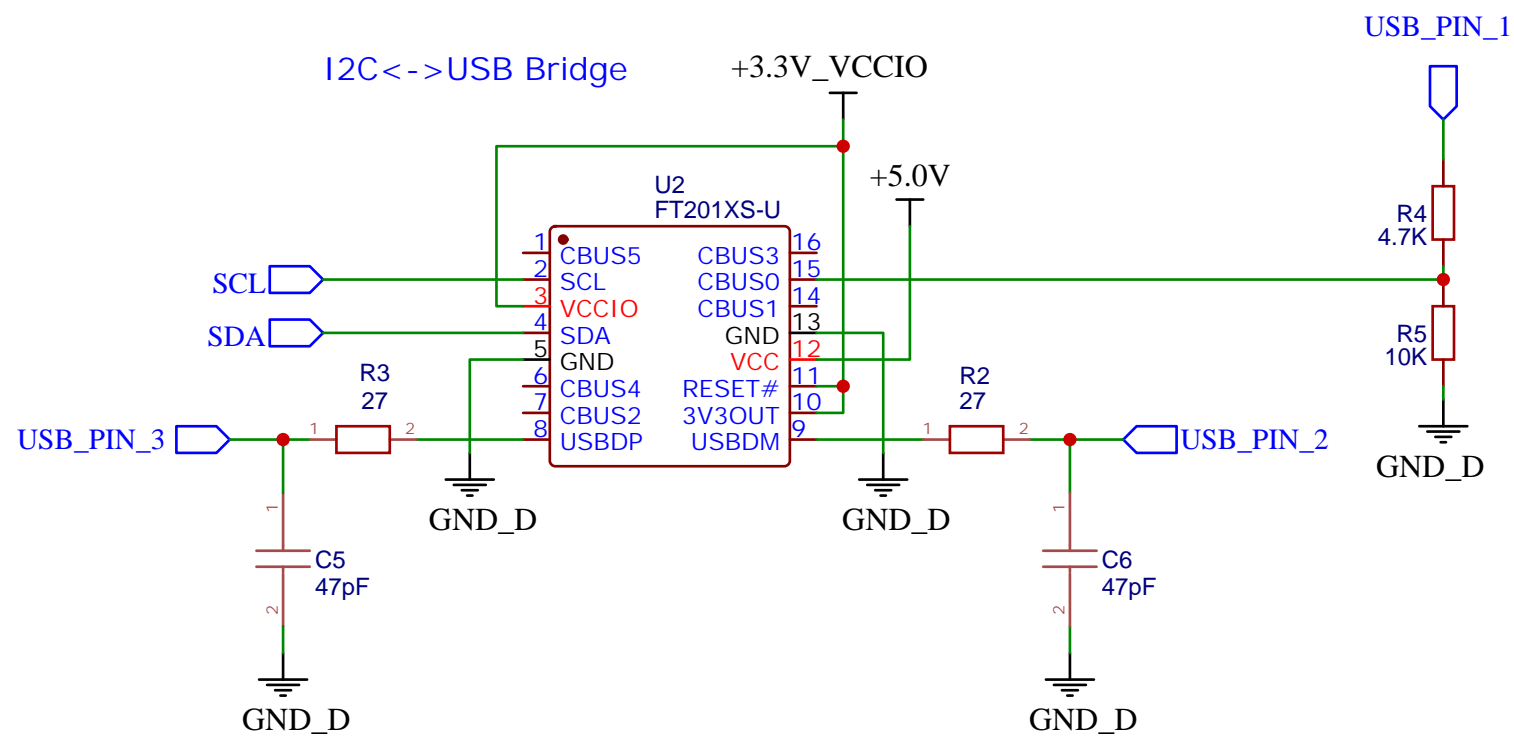 USB_PIN_1
I2C<->USB Bridge
+3.3V_VCCIO
+5.0V
U2
FT201XS-U
R4
4.7K
1
CBUS5
CBUS3
16
SCL
2
SCL
CBUS0
15
3
VCCIO
CBUS1
14
SDA
4
SDA
GND
13
R5
10K
5
GND
VCC
12
R3
27
6
CBUS4
RESET#
11
R2
27
7
CBUS2
3V3OUT
10
USB_PIN_3
1
2
8
USBDP
USBDM
9
1
2
USB_PIN_2
GND_D
GND_D
GND_D
1
C5
47pF
2
1
C6
47pF
2
GND_D
GND_D